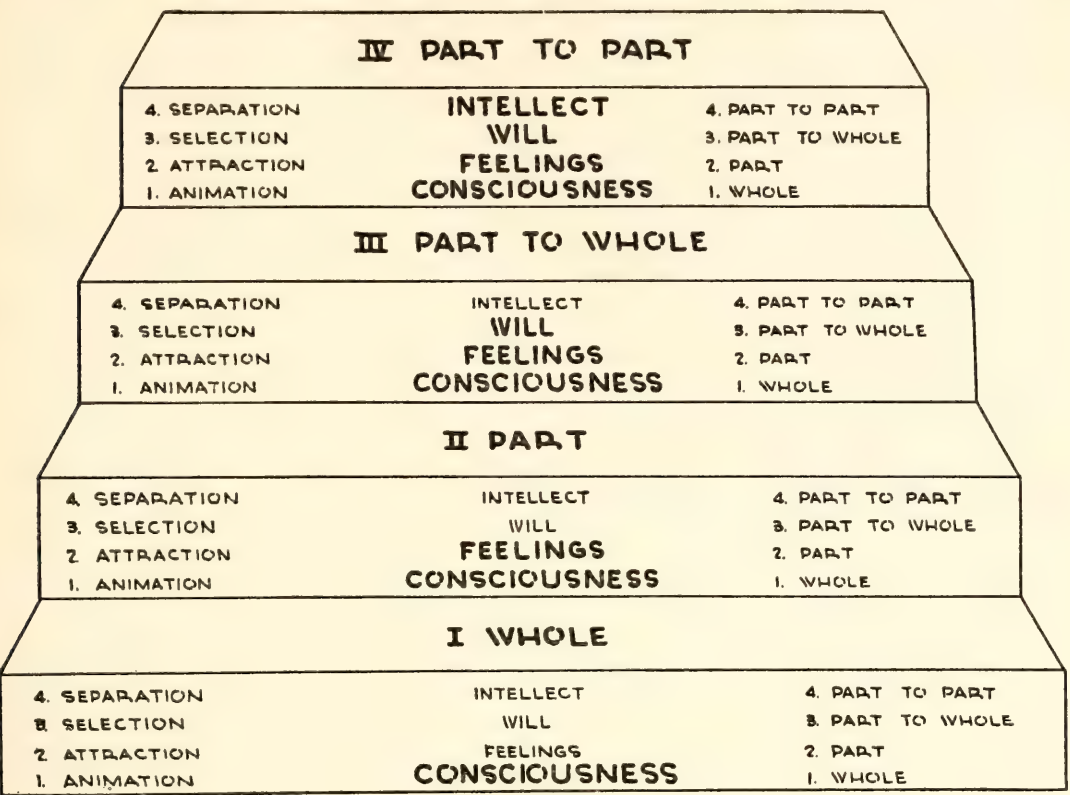 IV PART TO PART
4. SEPARATION INTELLECT 4. PART TO PART
3. SELECTION WILL 3. PART TO WHOLE
2 ATTRACTION FEELINGS 2. PART
1. ANIMATION CONSCIOUSNESS 1. WHOLE
III PART TO WHOLE
4. SEPARATION INTELLECT 4. PART TO PART
3. SELECTION WILL 3. PART TO WHOLE
2. ATTRACTION FEELINGS 2. PART
1. ANIMATION CONSCIOUSNESS 1. WHOLE
II PART
4. SEPARATION INTELLECT 4. PART TO PART
3. SELECTION WILL 3. PART TO WHOLE
2 ATTRACTION FEELINGS 2. PART
1. ANIMATION CONSCIOUSNESS 1. WHOLE
I WHOLE
4. SEPARATION INTELLECT 4. PART TO PART
3. SELECTION WILL 3. PART TO WHOLE
2 ATTRACTION FEELINGS 2. PART
1. ANIMATION CONSCIOUSNESS 1. WHOLE